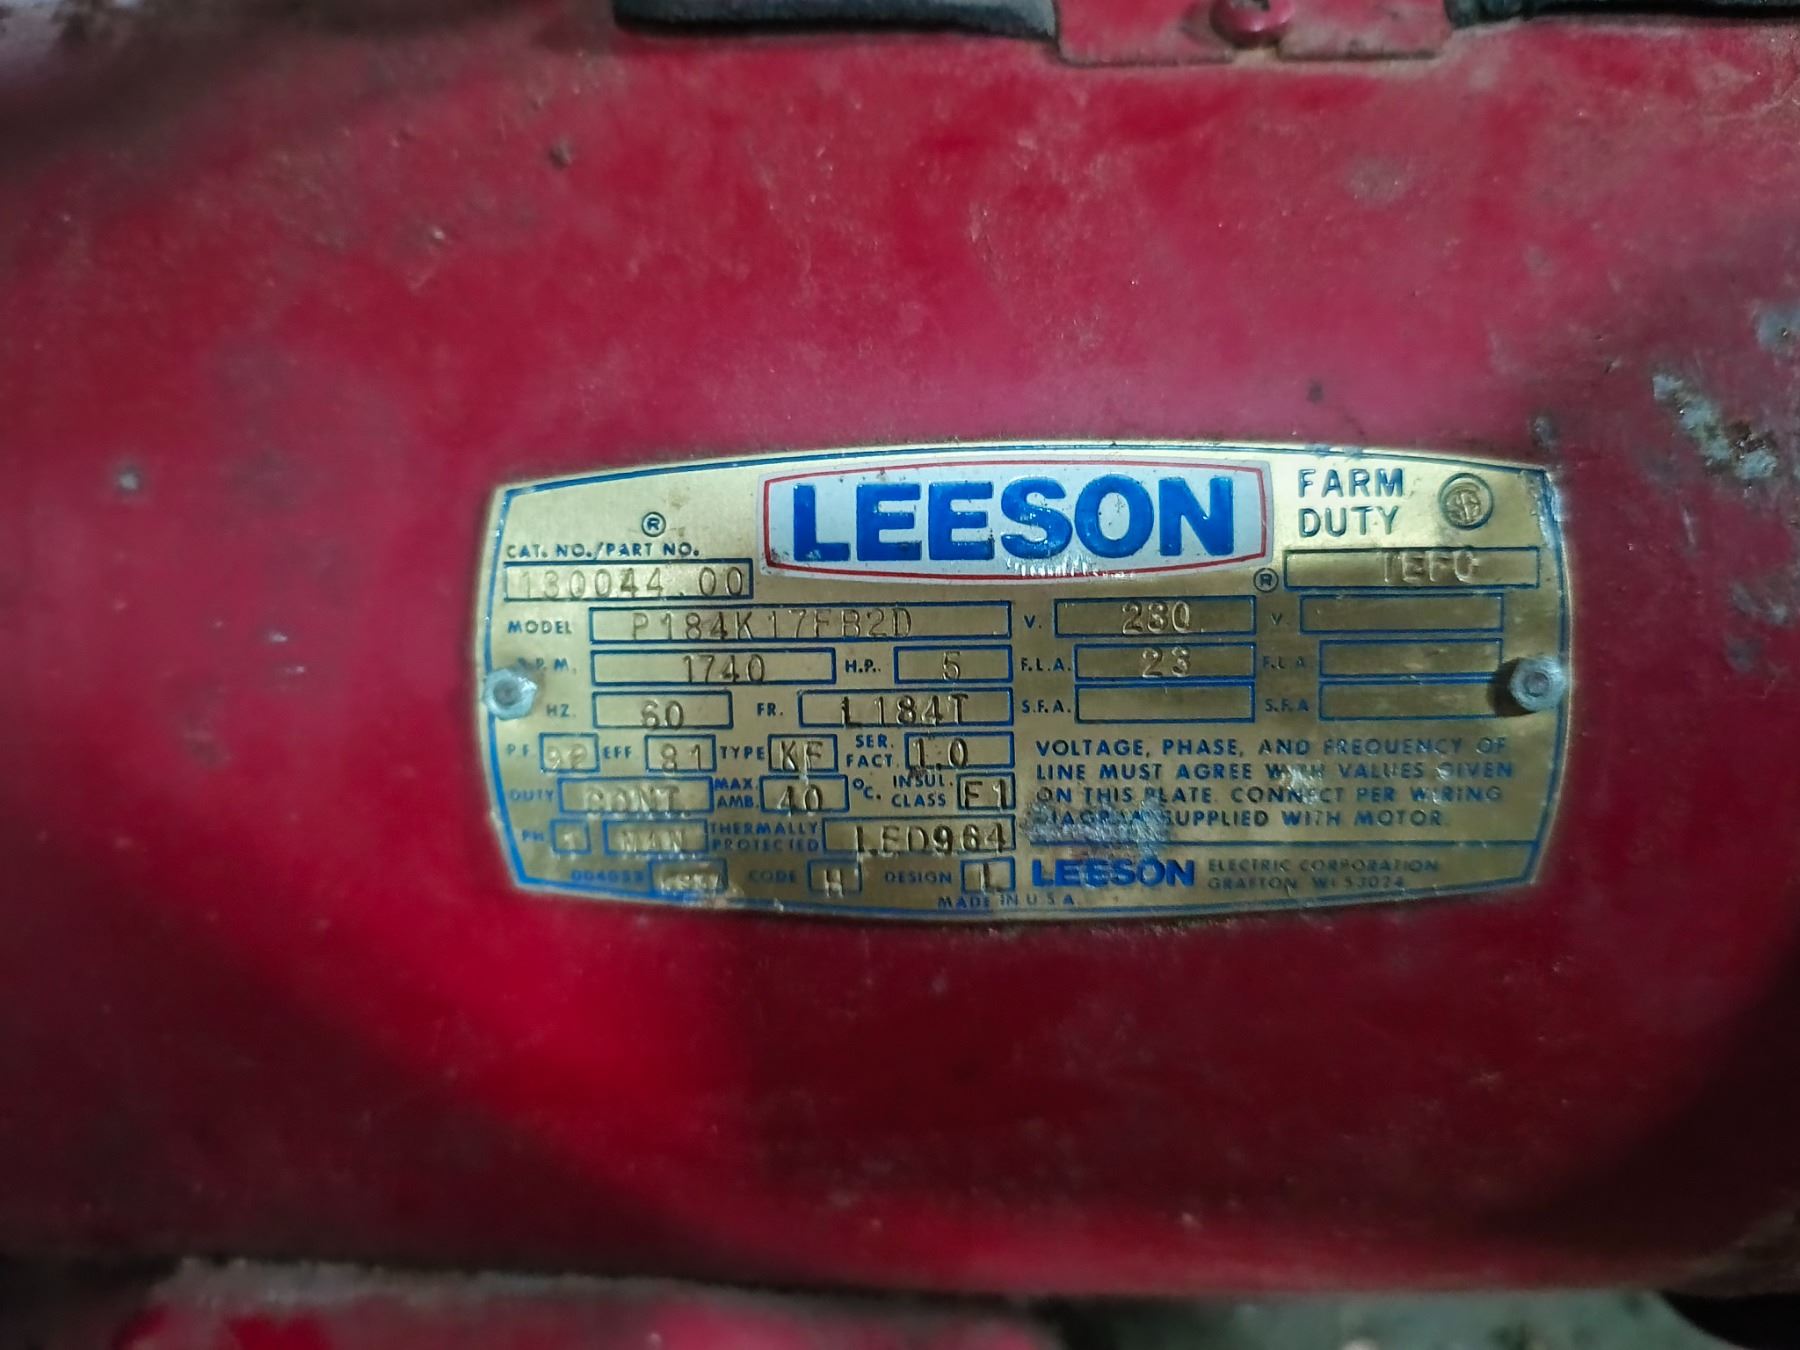 LEESON
FARM
DUTY
®
CAT. NO./PART NO.
130044.00
®
TEFC
MODEL P184K17FB2D V. 230 V.
R.P.M. 1740 H.P. 5 F.L.A. 23 F.L.A.
HZ. 60 FR. L184T S.F.A. S.F.A.
P.F. EFF 81 TYPE KF SER. FACT. 1.0
DUTY CONT. MAX. AMB. 40 °C. INSUL. CLASS F1
PH 1 MAN THERMALLY PROTECTED LED964
CODE H DESIGN L
VOLTAGE, PHASE, AND FREQUENCY OF
LINE MUST AGREE WITH VALUES GIVEN
ON THIS PLATE. CONNECT PER WIRING
DIAGRAM SUPPLIED WITH MOTOR.
LEESON ELECTRIC CORPORATION
GRAFTON, WI 53024
MADE IN U.S.A.